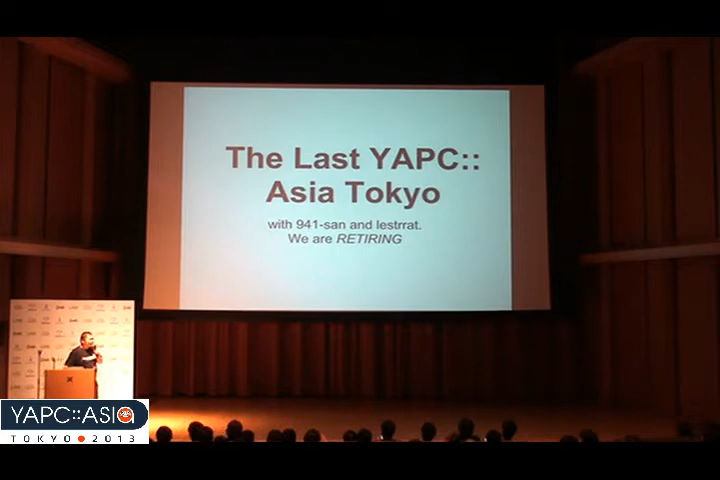 The Last YAPC::
Asia Tokyo
with 941-san and lestrrat.
We are RETIRING
YAPC::ASIA
TOKYO 2013